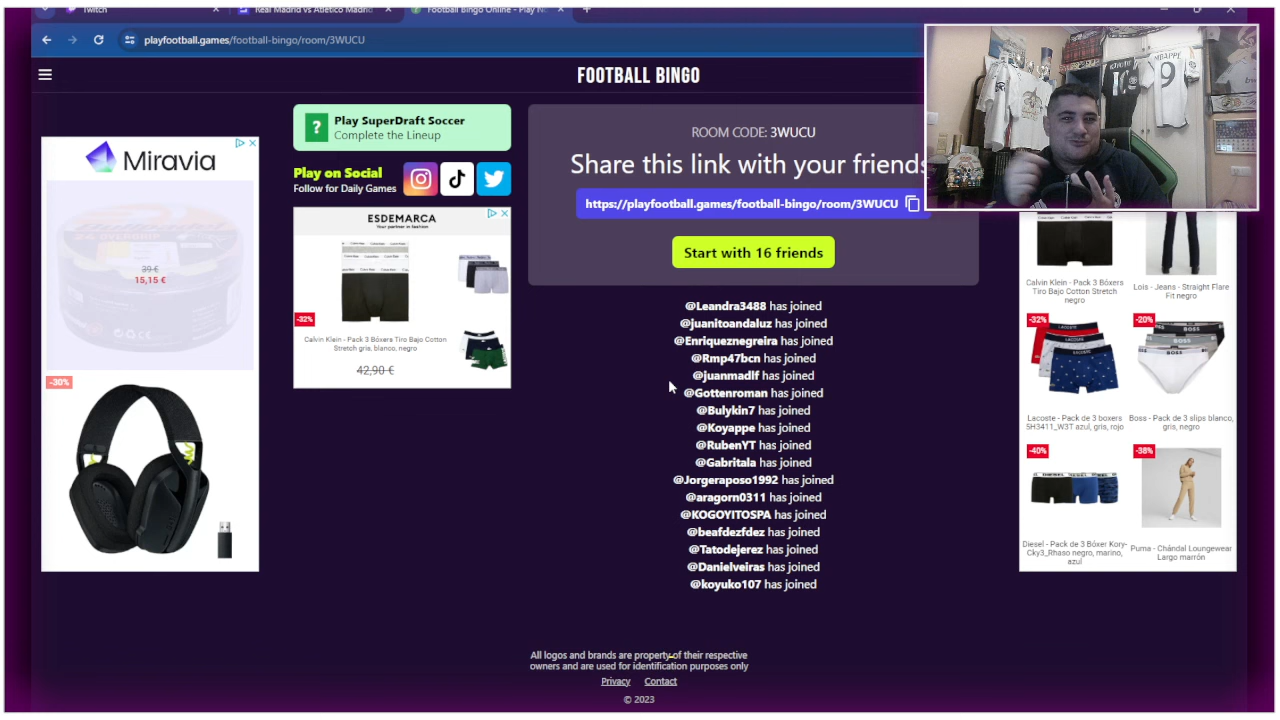 Twitch
Real Madrid vs Atlético Madrid
Football Bingo Online - Play N
playfootball.games/football-bingo/room/3WUCU
FOOTBALL BINGO
MBAPPE
9
Miravia
39 €
15,15 €
-30%
Play SuperDraft Soccer
Complete the Lineup
Play on Social
Follow for Daily Games
ESDEMARCA
Your partner in fashion
-32%
Calvin Klein - Pack 3 Bóxers Tiro Bajo Cotton
Stretch gris, blanco, negro
42,90 €
ROOM CODE: 3WUCU
Share this link with your friends
https://playfootball.games/football-bingo/room/3WUCU
Start with 16 friends
@Leandra3488 has joined
@juanitoandaluz has joined
@Enriqueznegreira has joined
@Rmp47bcn has joined
@juanmadlf has joined
@Gottenroman has joined
@Bulykin7 has joined
@Koyappe has joined
@RubenYT has joined
@Gabritala has joined
@Jorgeraposo1992 has joined
@aragorn0311 has joined
@KOGOYITOSPA has joined
@beafdezfdez has joined
@Tatodejerez has joined
@Danielveiras has joined
@koyuko107 has joined
Calvin Klein - Pack 3 Bóxers
Tiro Bajo Cotton Stretch
negro
Lois - Jeans - Straight Flare
Fit negro
-32%
-20%
Lacoste - Pack de 3 boxers
5H3411_W3T azul, gris, rojo
Boss - Pack de 3 slips blanco,
gris, negro
-40%
-38%
Diesel - Pack de 3 Bóxer Kory-
Cky3_Rhaso negro, marino,
azul
Puma - Chándal Loungewear
Largo marrón
All logos and brands are property of their respective
owners and are used for identification purposes only
Privacy
Contact
© 2023